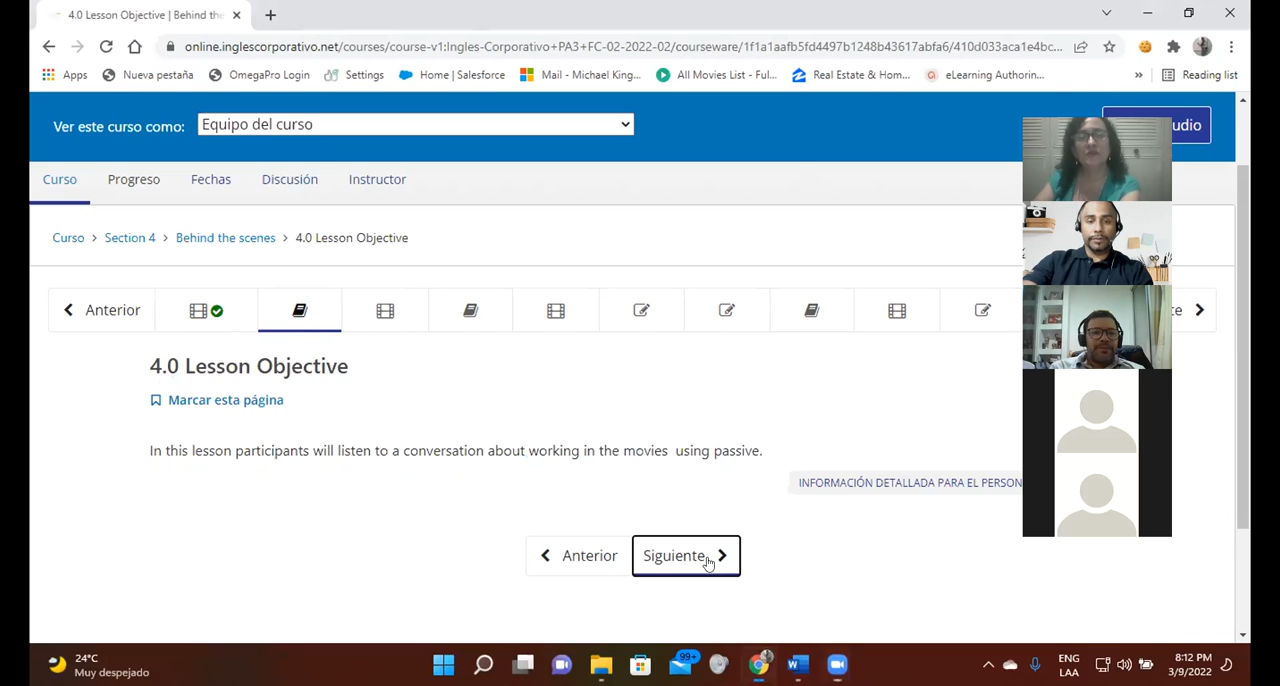 4.0 Lesson Objective | Behind the
online.inglescorporativo.net/courses/course-v1:Ingles-Corporativo+PA3+FC-02-2022-02/courseware/1f1a1aafb5fd4497b1248b43617abfa6/410d033aca1e4bc...
Apps Nueva pestaña OmegaPro Login Settings Home | Salesforce Mail - Michael King... All Movies List - Ful... Real Estate & Hom... eLearning Authorin... » Reading list
Ver este curso como: Equipo del curso udio
Curso Progreso Fechas Discusión Instructor
Curso > Section 4 > Behind the scenes > 4.0 Lesson Objective
Anterior te
4.0 Lesson Objective
Marcar esta página
In this lesson participants will listen to a conversation about working in the movies using passive.
INFORMACIÓN DETALLADA PARA EL PERSON
Anterior Siguiente
24°C
Muy despejado
99+
ENG
LAA
8:12 PM
3/9/2022